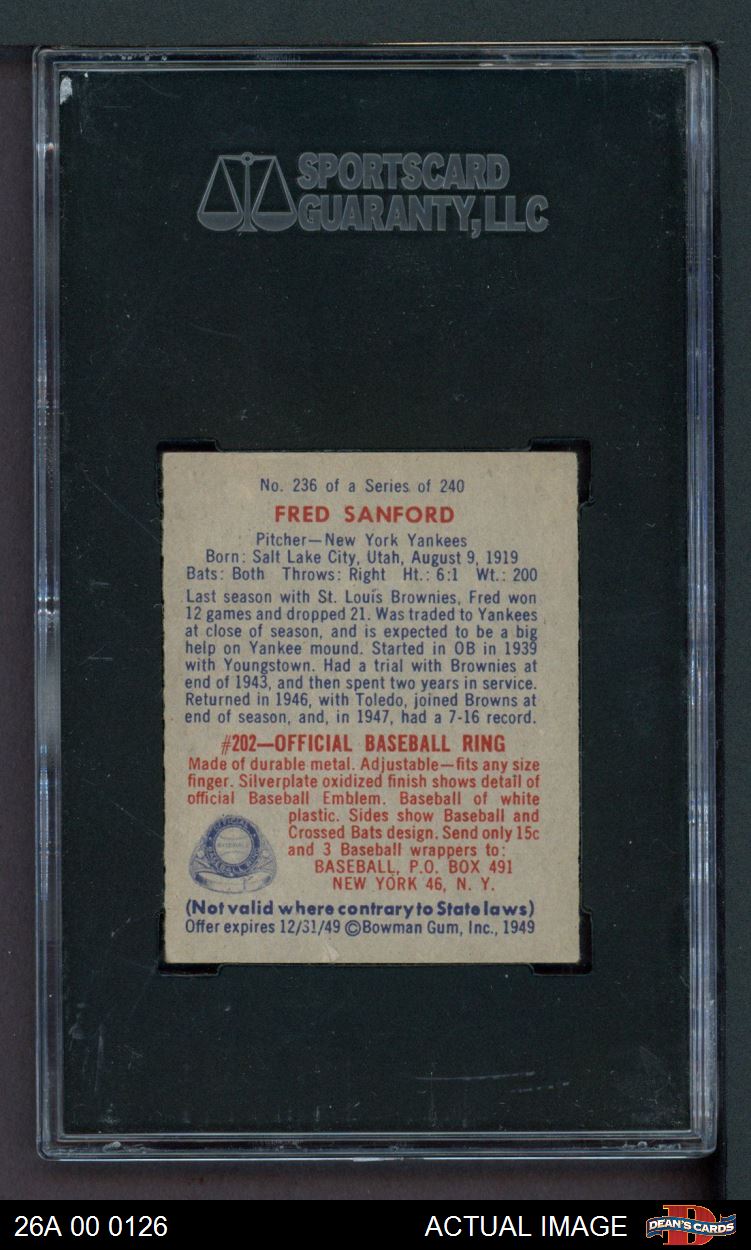 SPORTSCARD
GUARANTY, LLC
No. 236 of a Series of 240
FRED SANFORD
Pitcher—New York Yankees
Born: Salt Lake City, Utah, August 9, 1919
Bats: Both Throws: Right Ht.: 6:1 Wt.: 200
Last season with St. Louis Brownies, Fred won
12 games and dropped 21. Was traded to Yankees
at close of season, and is expected to be a big
help on Yankee mound. Started in OB in 1939
with Youngstown. Had a trial with Brownies at
end of 1943, and then spent two years in service.
Returned in 1946, with Toledo, joined Browns at
end of season, and, in 1947, had a 7-16 record.
#202—OFFICIAL BASEBALL RING
Made of durable metal. Adjustable—fits any size
finger. Silverplate oxidized finish shows detail of
official Baseball Emblem. Baseball of white
plastic. Sides show Baseball and
Crossed Bats design. Send only 15c
and 3 Baseball wrappers to:
BASEBALL, P.O. BOX 491
NEW YORK 46, N. Y.
OFFICIAL
BASEBALL
BASEBALL RING
(Not valid where contrary to State laws)
Offer expires 12/31/49 ©Bowman Gum, Inc., 1949
26A 00 0126
ACTUAL IMAGE
D
DEAN'S CARDS